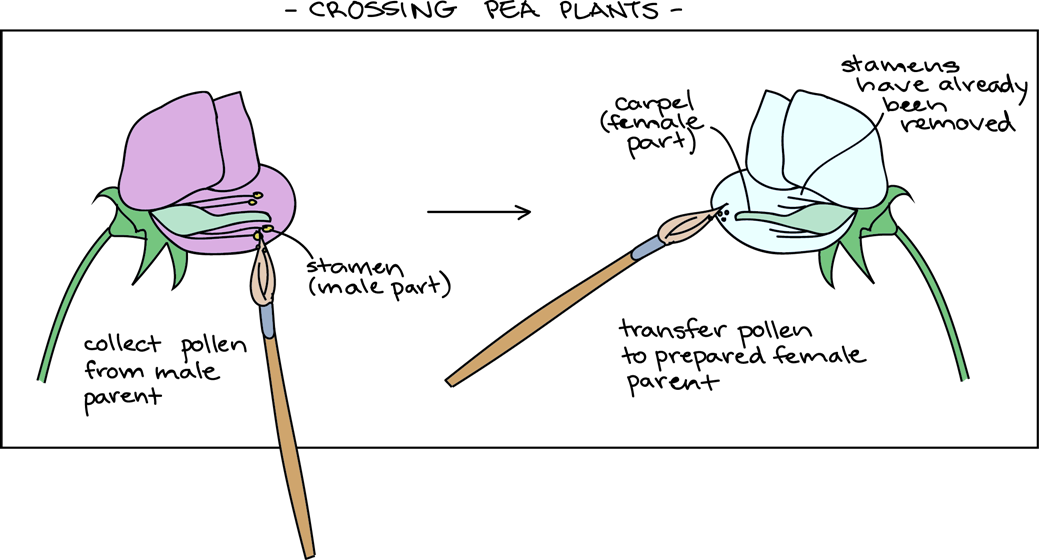 - CROSSING PEA PLANTS -
stamens
have already
been
removed
carpel
(female
part)
stamen
(male part)
collect pollen
from male
parent
transfer pollen
to prepared female
parent